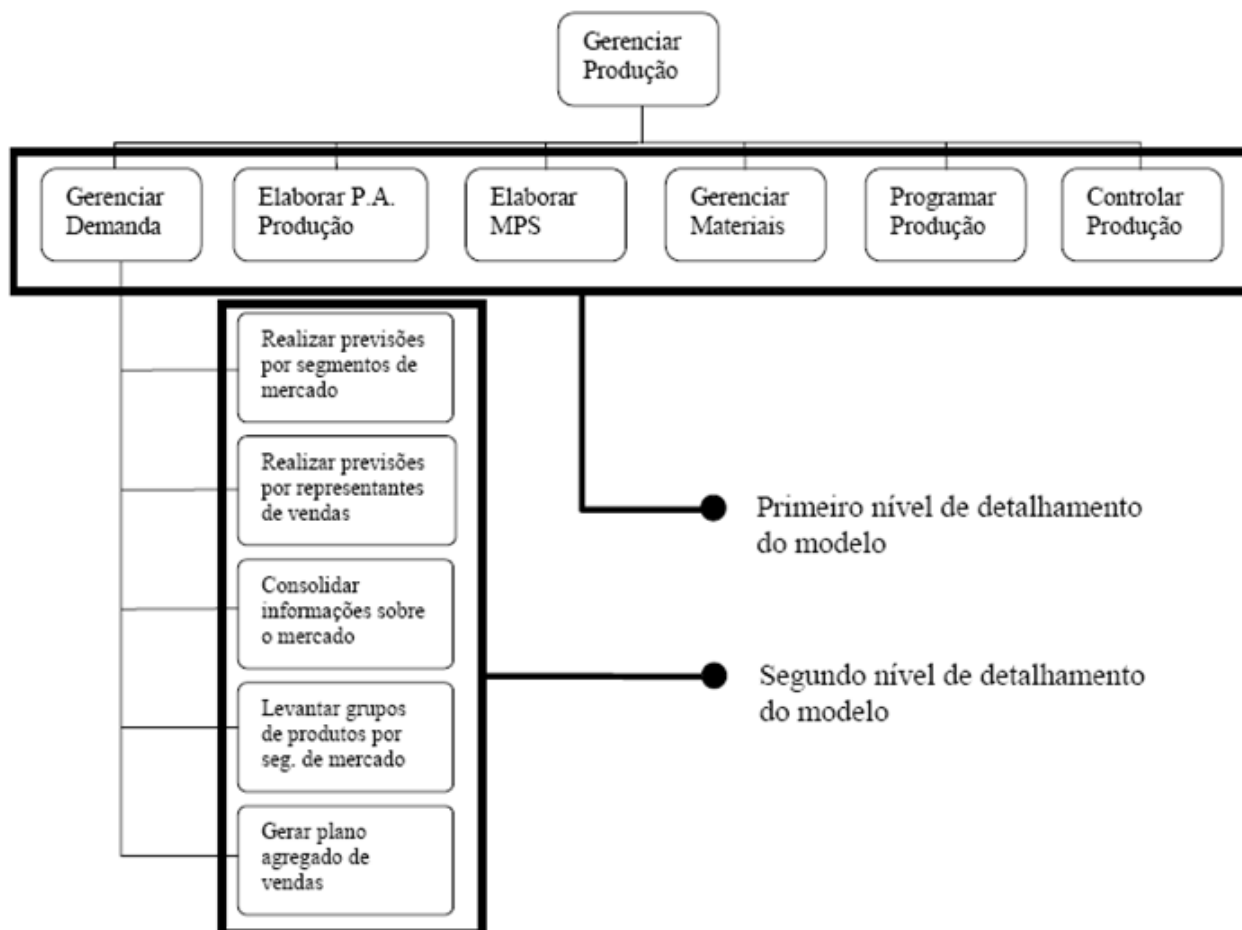 Gerenciar
Produção
Gerenciar
Demanda
Elaborar P.A.
Produção
Elaborar
MPS
Gerenciar
Materiais
Programar
Produção
Controlar
Produção
Realizar previsões
por segmentos de
mercado
Realizar previsões
por representantes
de vendas
Consolidar
informações sobre
o mercado
Levantar grupos
de produtos por
seg. de mercado
Gerar plano
agregado de
vendas
Primeiro nível de detalhamento
do modelo
Segundo nível de detalhamento
do modelo